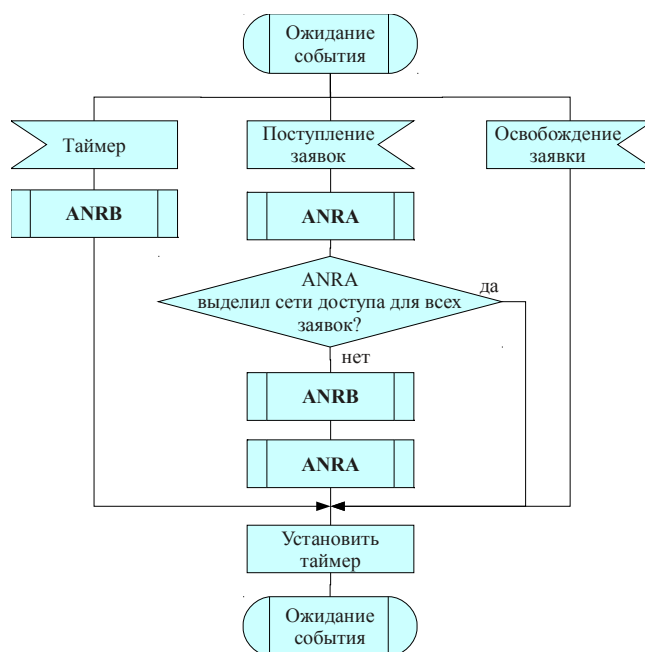 Ожидание
события
Таймер
Поступление
заявок
Освобождение
заявки
ANRB
ANRA
ANRA
выделил сети доступа для всех
заявок?
да
нет
ANRB
ANRA
Установить
таймер
Ожидание
события